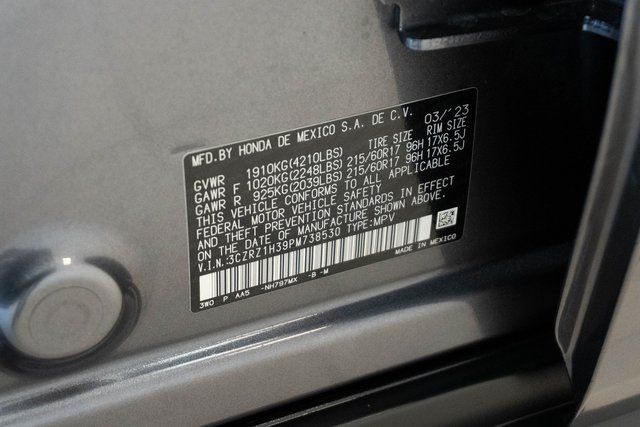 MFD.BY HONDA DE MEXICO S.A. DE C.V. 03/'23
TIRE SIZE RIM SIZE
GVWR 1910KG(4210LBS)
GAWR F 1020KG(2248LBS) 215/60R17 96H 17X6.5J
GAWR R 925KG(2039LBS) 215/60R17 96H 17X6.5J
THIS VEHICLE CONFORMS TO ALL APPLICABLE
FEDERAL MOTOR VEHICLE SAFETY
AND THEFT PREVENTION STANDARDS IN EFFECT
ON THE DATE OF MANUFACTURE SHOWN ABOVE.
V.I.N.:3CZRZ1H39PM738530 TYPE:MPV
MADE IN MEXICO
3W0 P AA5 -NH797MX -B -M